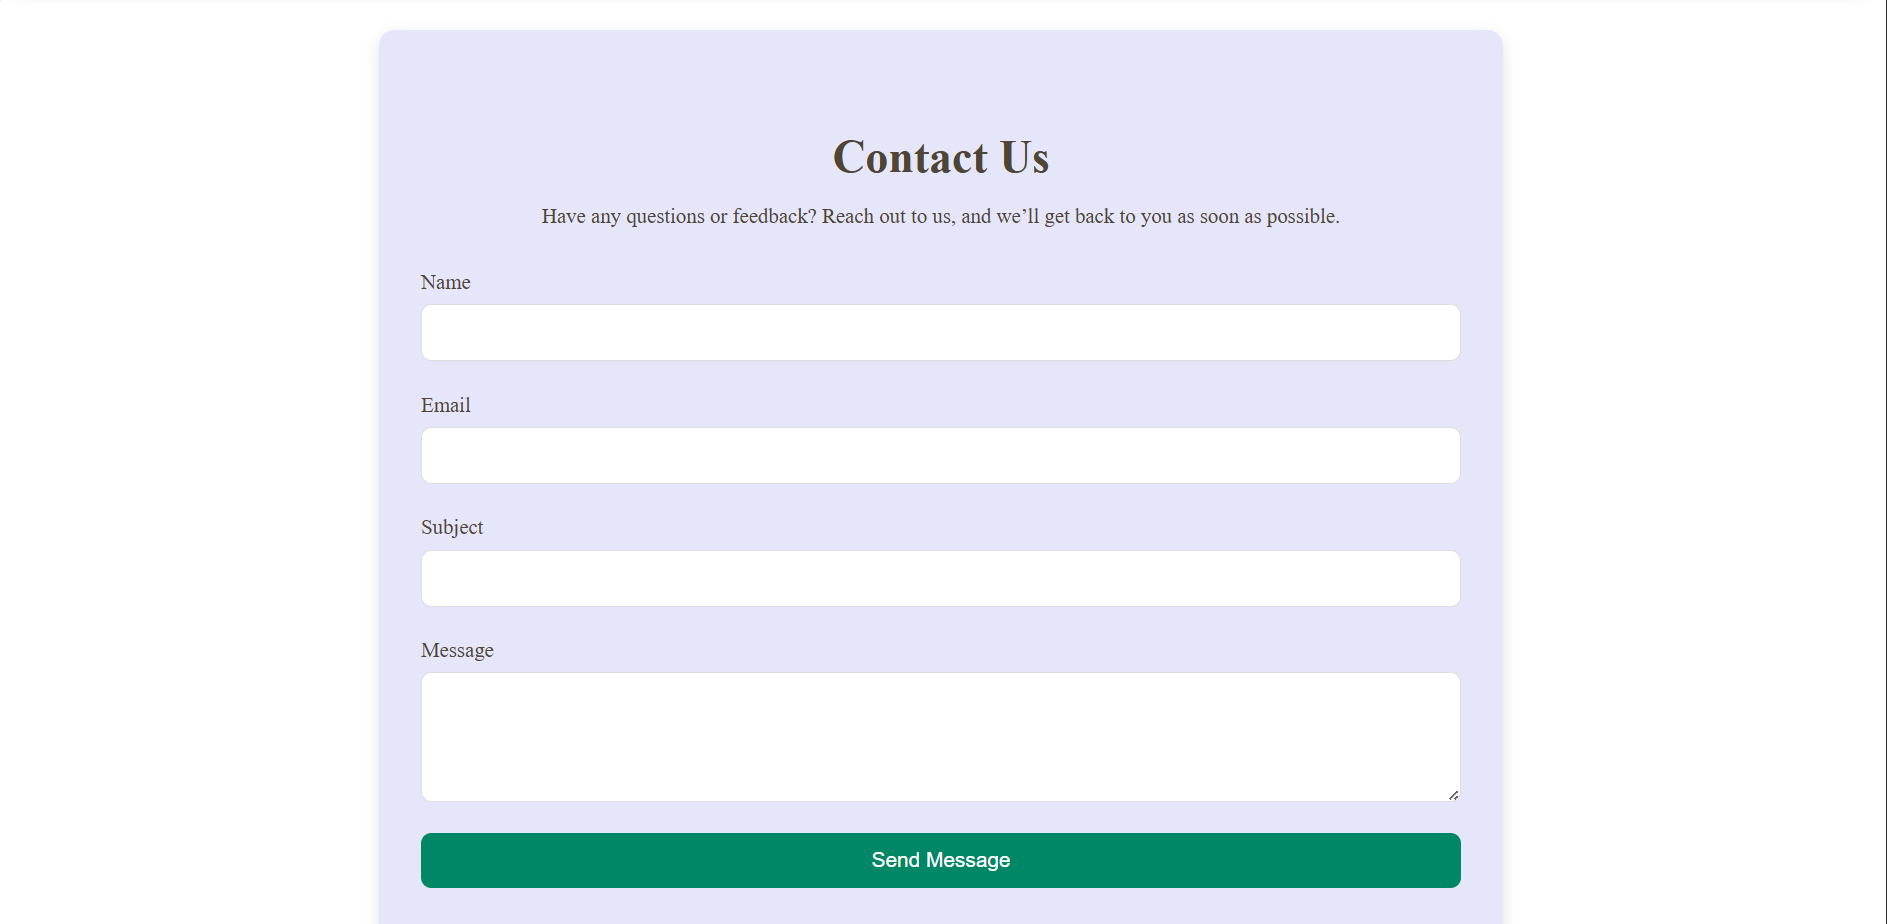 Contact Us
Have any questions or feedback? Reach out to us, and we’ll get back to you as soon as possible.
Name
Email
Subject
Message
Send Message